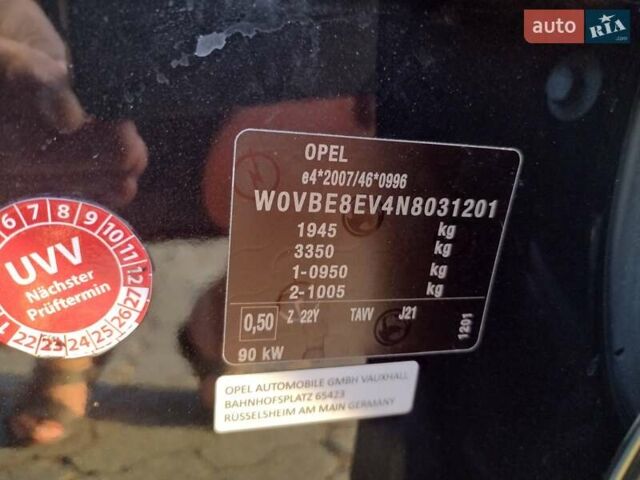 auto RIA.com
OPEL
e4*2007/46*0996
W0VBE8EV4N8031201
1945 kg
3350 kg
1-0950 kg
2-1005 kg
0,50 Z 22Y TAVV J21
1201
90 kW
OPEL AUTOMOBILE GMBH VAUXHALL
BAHNHOFSPLATZ 65423
RÜSSELSHEIM AM MAIN GERMANY
6 7 8 9 10 11 12
UVV
Nächster
Prüftermin
1 22 23 24 25 26 27